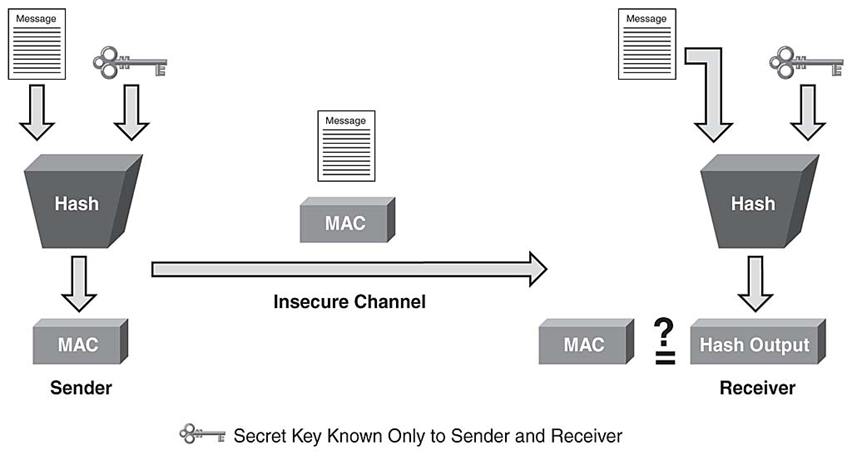 Message
Message
Message
Hash
Hash
MAC
Insecure Channel
MAC
MAC
?
=
Hash Output
Sender
Receiver
Secret Key Known Only to Sender and Receiver